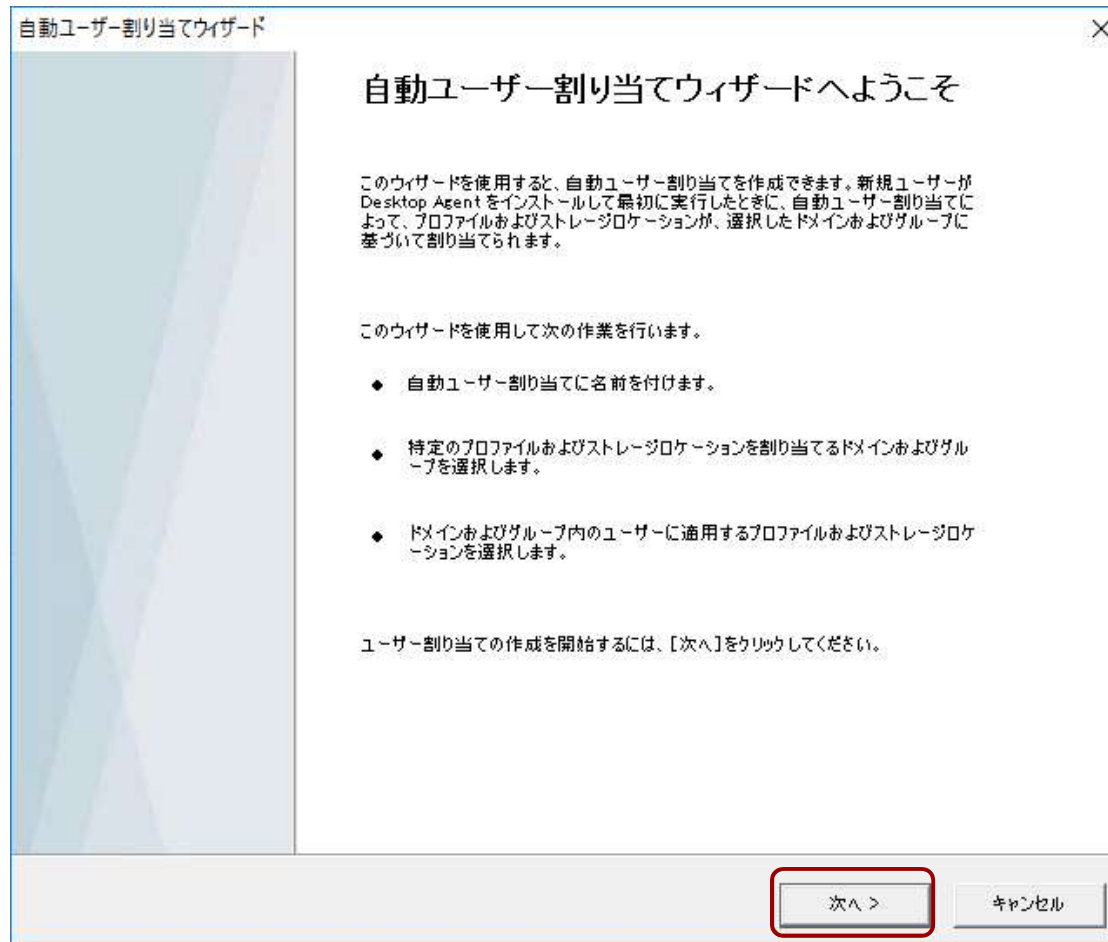 自動ユーザー割り当てウィザード
自動ユーザー割り当てウィザードへようこそ
このウィザードを使用すると、自動ユーザー割り当てを作成できます。新規ユーザーが
Desktop Agent をインストールして最初に実行したときに、自動ユーザー割り当てに
よって、プロファイルおよびストレージロケーションが、選択したドメインおよびグループに
基づいて割り当てられます。
このウィザードを使用して次の作業を行います。
◆ 自動ユーザー割り当てに名前を付けます。
◆ 特定のプロファイルおよびストレージロケーションを割り当てるドメインおよびグル
ープを選択します。
◆ ドメインおよびグループ内のユーザーに適用するプロファイルおよびストレージロケ
ーションを選択します。
ユーザー割り当ての作成を開始するには、[次へ]をクリックしてください。
次へ >
キャンセル